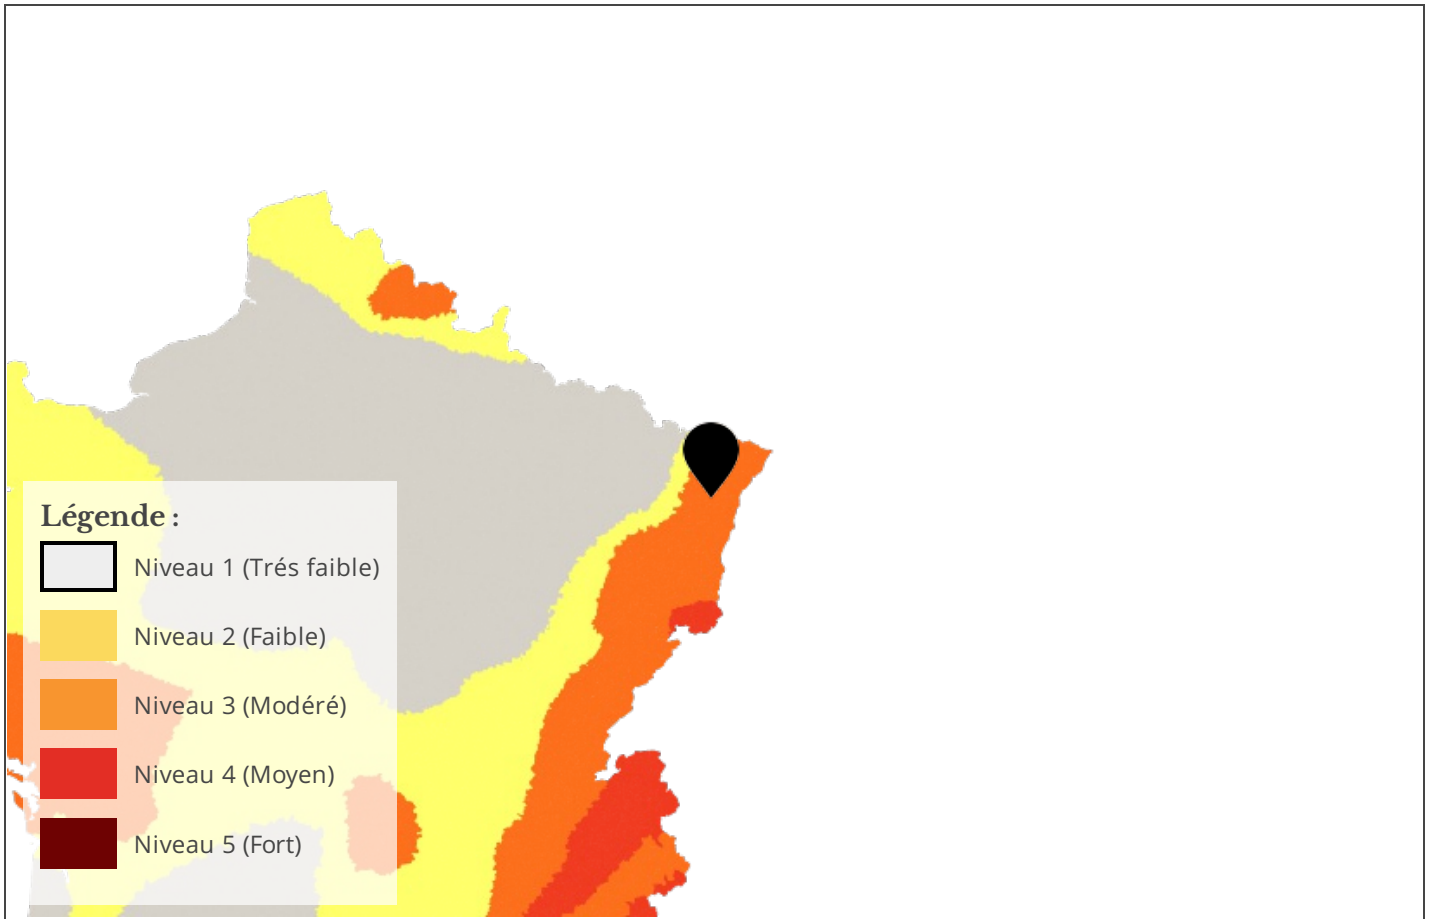 Légende :
Niveau 1 (Trés faible)
Niveau 2 (Faible)
Niveau 3 (Modéré)
Niveau 4 (Moyen)
Niveau 5 (Fort)